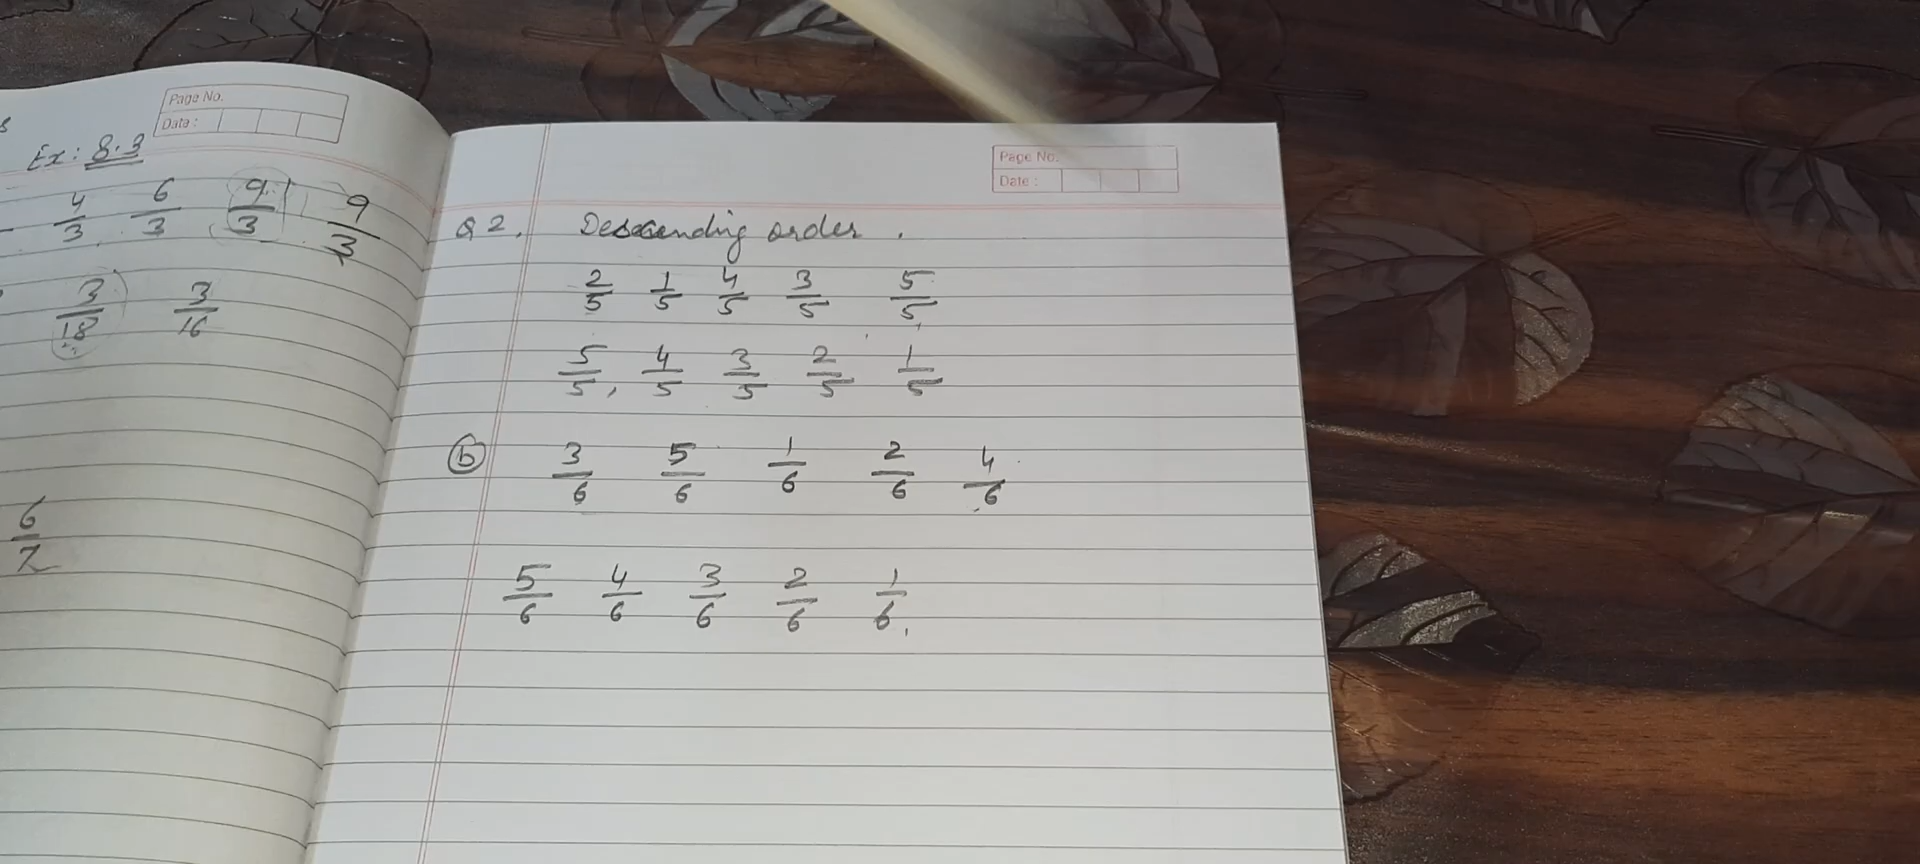 Page No.
Date :
Ex: 8.3
4/3, 6/3 9/3 9/3
3/18 3/16
6/7
Page No.
Date :
Q 2. Descending order .
2/5 1/5 4/5 3/5 5/5
5/5, 4/5 3/5 2/5 1/5
(b) 3/6 5/6 1/6 2/6 4/6
5/6 4/6 3/6 2/6 1/6